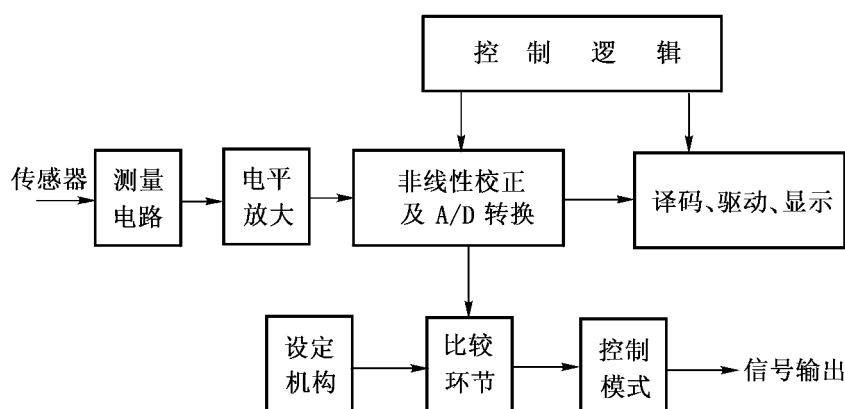 控 制 逻 辑
传感器
测量
电路
电平
放大
非线性校正
及 A/D 转换
译码、驱动、显示
设定
机构
比较
环节
控制
模式
信号输出